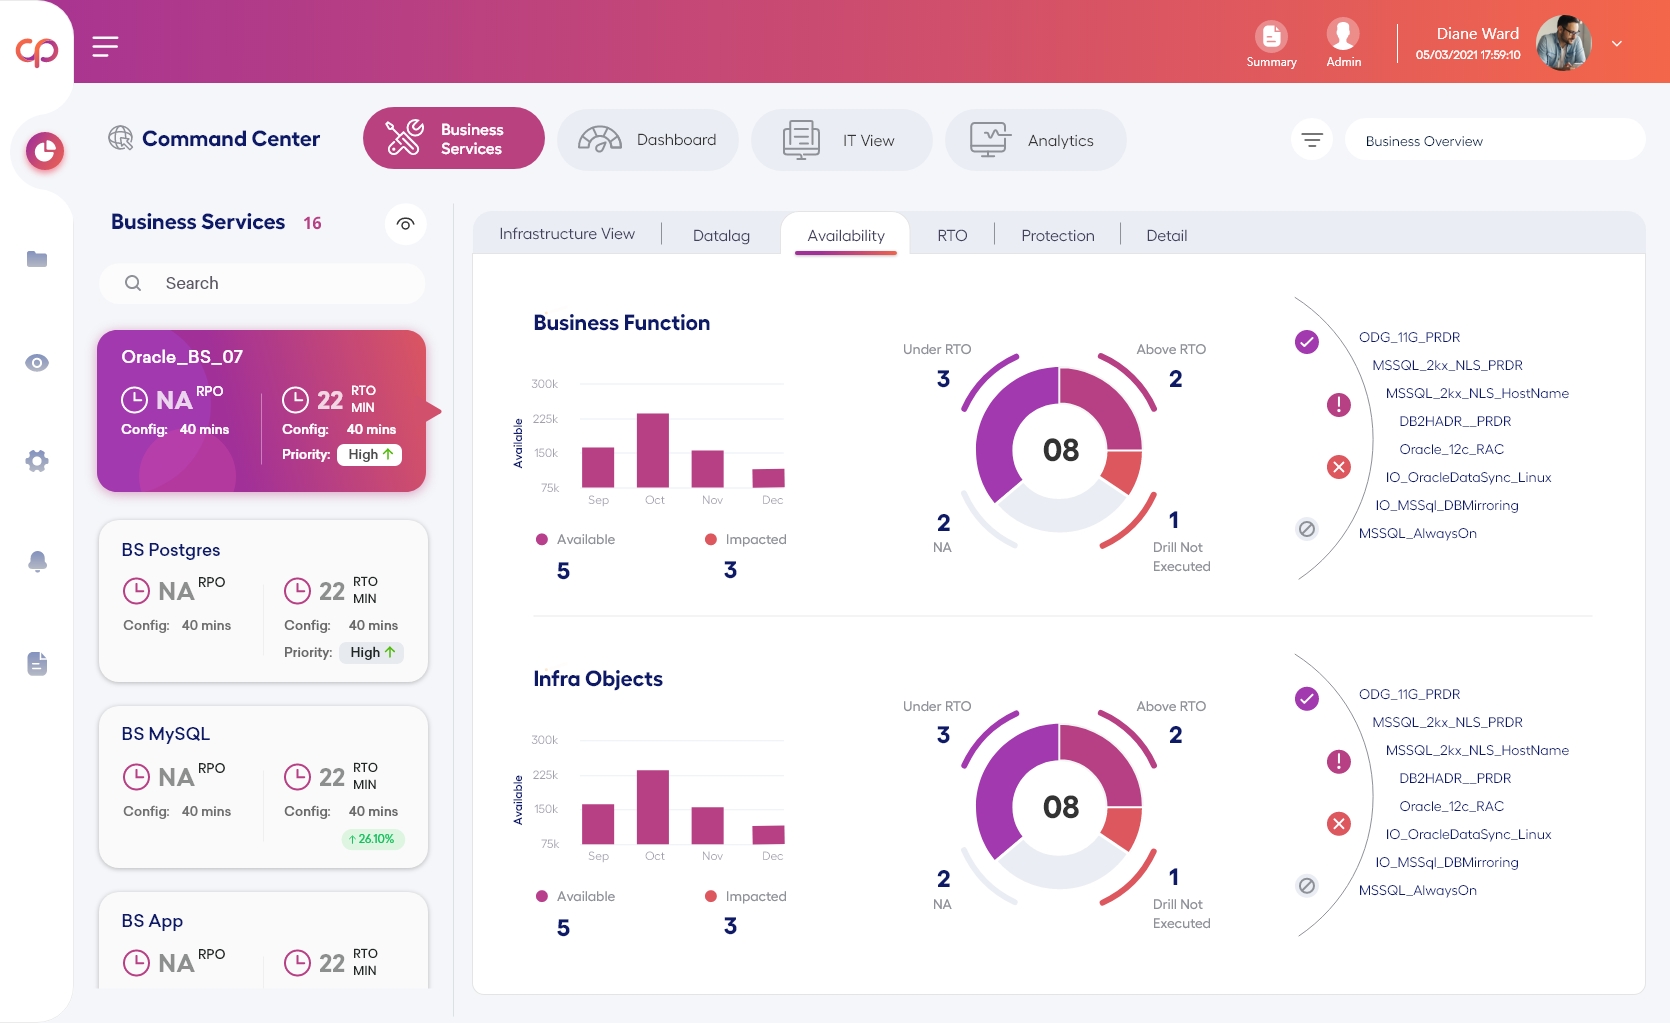 cp
Summary
Admin
Diane Ward
05/03/2021 17:59:10
Command Center
Business
Services
Dashboard
IT View
Analytics
Business Overview
Business Services 16
Search
Oracle_BS_07
NA RPO
Config: 40 mins
22 RTO
MIN
Config: 40 mins
Priority: High ↑
BS Postgres
NA RPO
Config: 40 mins
22 RTO
MIN
Config: 40 mins
Priority: High ↑
BS MySQL
NA RPO
Config: 40 mins
22 RTO
MIN
Config: 40 mins
↑ 26.10%
BS App
NA RPO
22 RTO
MIN
Infrastructure View
Datalag
Availability
RTO
Protection
Detail
Business Function
Available
300k
225k
150k
75k
Sep Oct Nov Dec
Available
5
Impacted
3
Under RTO
3
Above RTO
2
08
2
NA
1
Drill Not
Executed
ODG_11G_PRDR
MSSQL_2kx_NLS_PRDR
MSSQL_2kx_NLS_HostName
DB2HADR__PRDR
Oracle_12c_RAC
IO_OracleDataSync_Linux
IO_MSSql_DBMirroring
MSSQL_AlwaysOn
Infra Objects
Available
300k
225k
150k
75k
Sep Oct Nov Dec
Available
5
Impacted
3
Under RTO
3
Above RTO
2
08
2
NA
1
Drill Not
Executed
ODG_11G_PRDR
MSSQL_2kx_NLS_PRDR
MSSQL_2kx_NLS_HostName
DB2HADR__PRDR
Oracle_12c_RAC
IO_OracleDataSync_Linux
IO_MSSql_DBMirroring
MSSQL_AlwaysOn